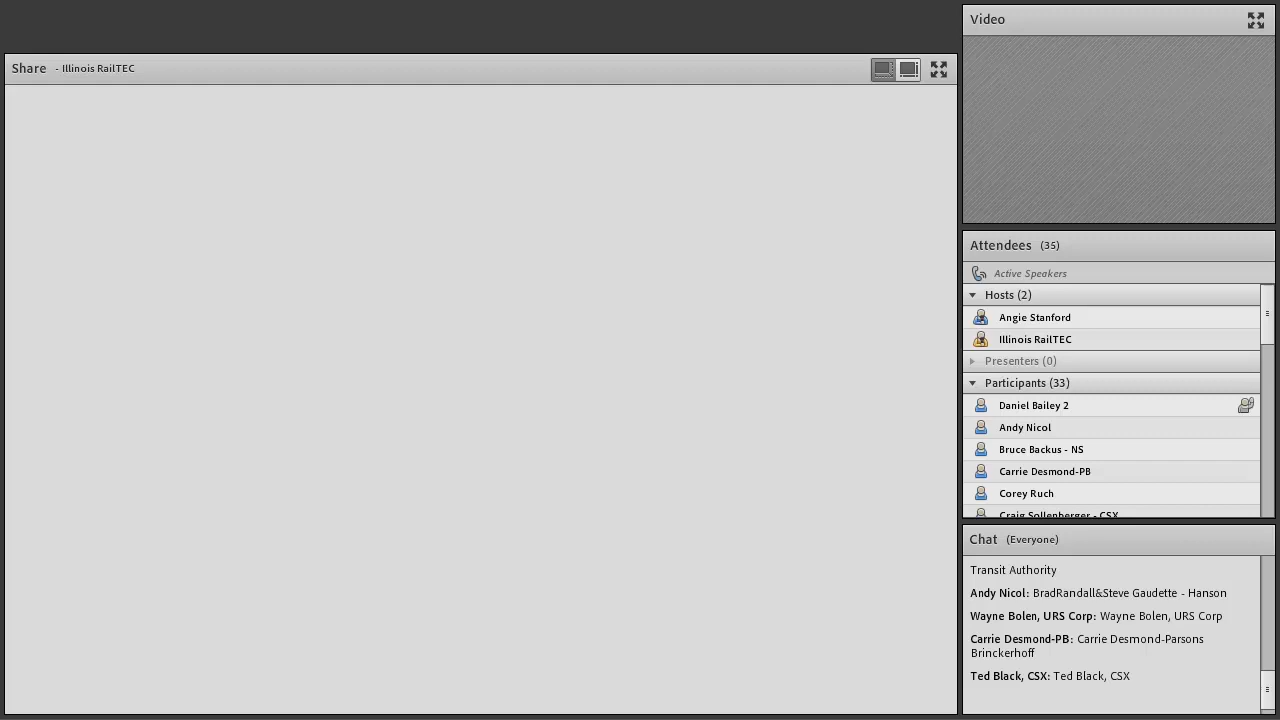 Video
Share - Illinois RailTEC
Attendees (35)
Active Speakers
Hosts (2)
Angie Stanford
Illinois RailTEC
Presenters (0)
Participants (33)
Daniel Bailey 2
Andy Nicol
Bruce Backus - NS
Carrie Desmond-PB
Corey Ruch
Craig Sollenberger - CSX
Chat (Everyone)
Transit Authority
Andy Nicol: BradRandall&Steve Gaudette - Hanson
Wayne Bolen, URS Corp: Wayne Bolen, URS Corp
Carrie Desmond-PB: Carrie Desmond-Parsons
Brinckerhoff
Ted Black, CSX: Ted Black, CSX